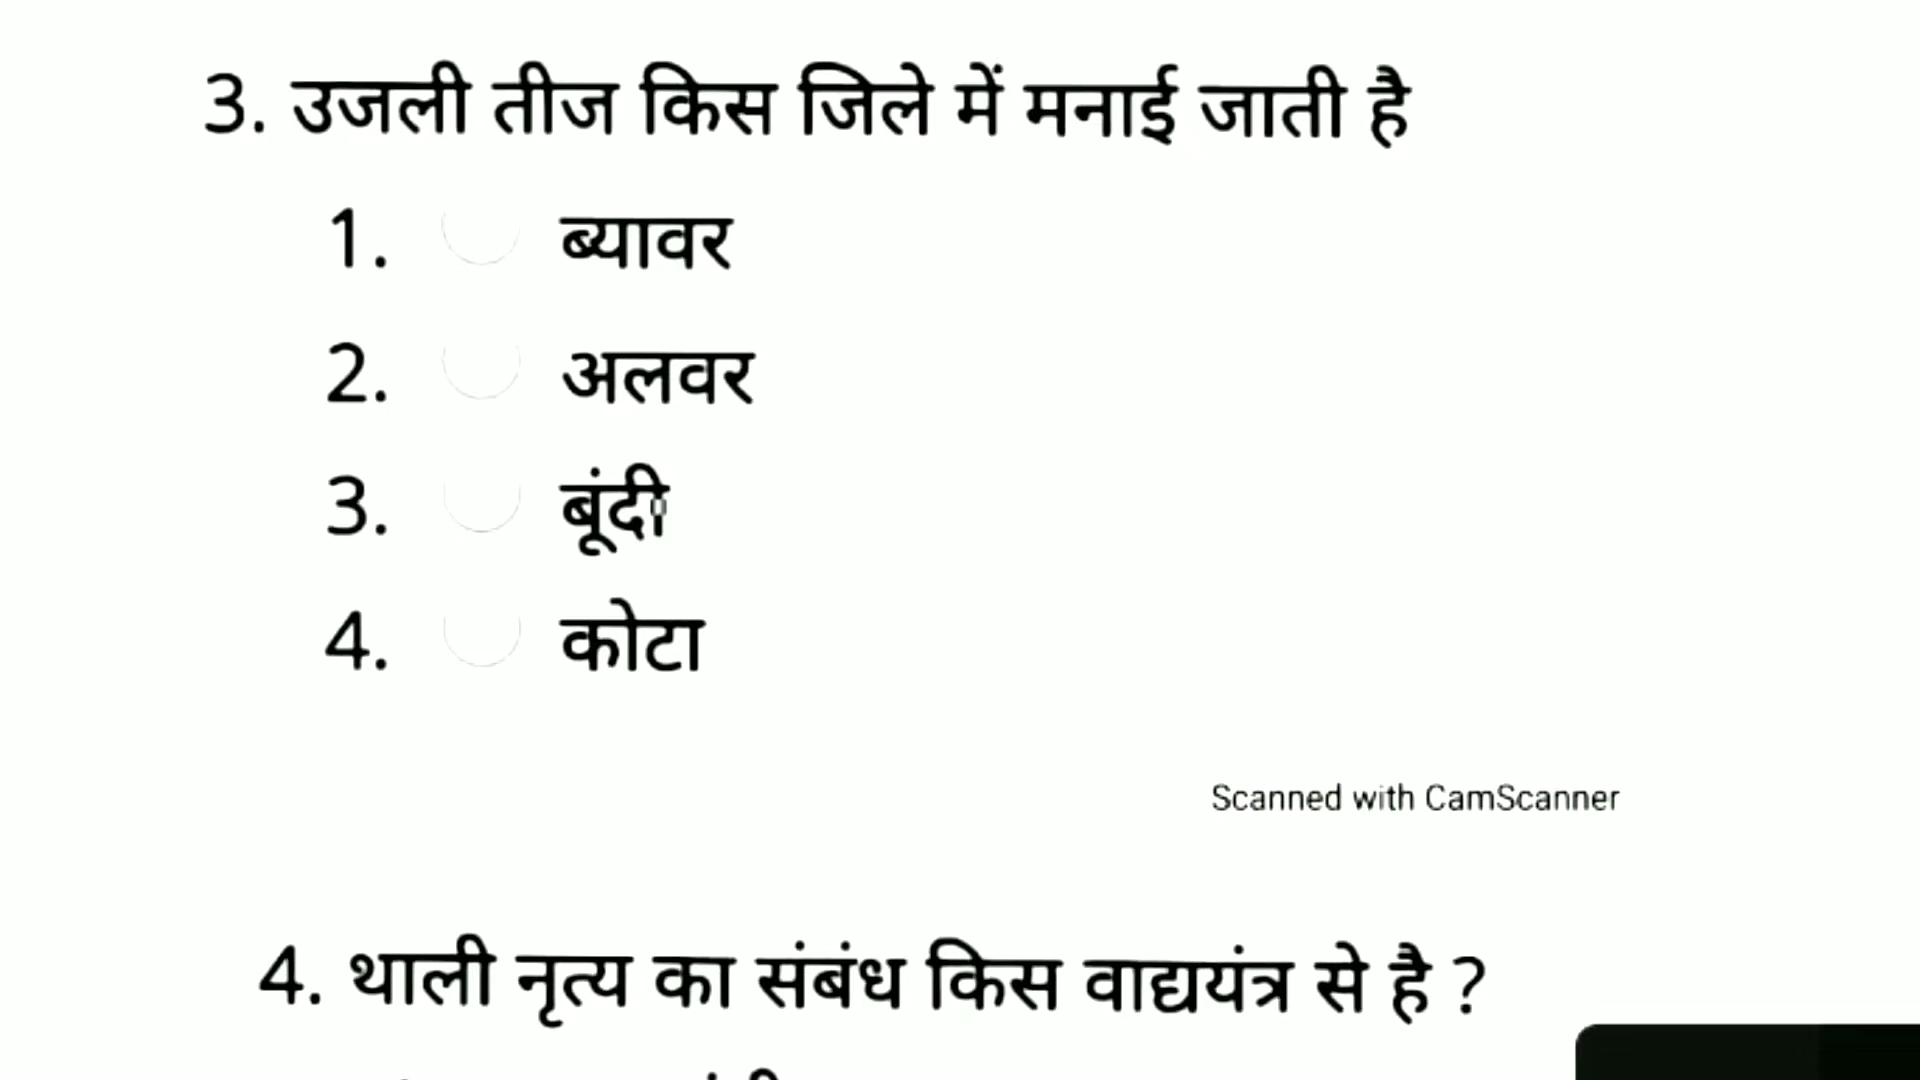 3. उजली तीज किस जिले में मनाई जाती है
1. ब्यावर
2. अलवर
3. बूंदी
4. कोटा
Scanned with CamScanner
4. थाली नृत्य का संबंध किस वाद्ययंत्र से है ?